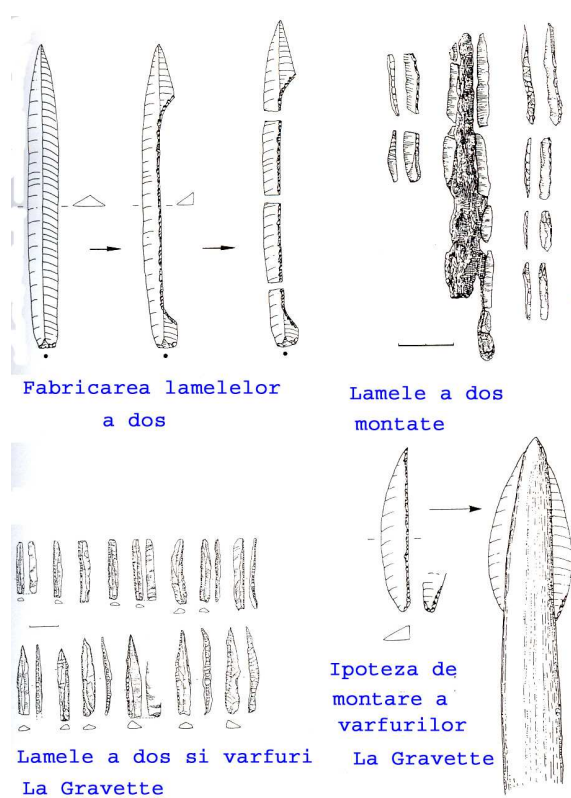 Fabricarea lamelelor
a dos
Lamele a dos
montate
Lamele a dos si varfuri
La Gravette
Ipoteza de
montare a
varfurilor
La Gravette